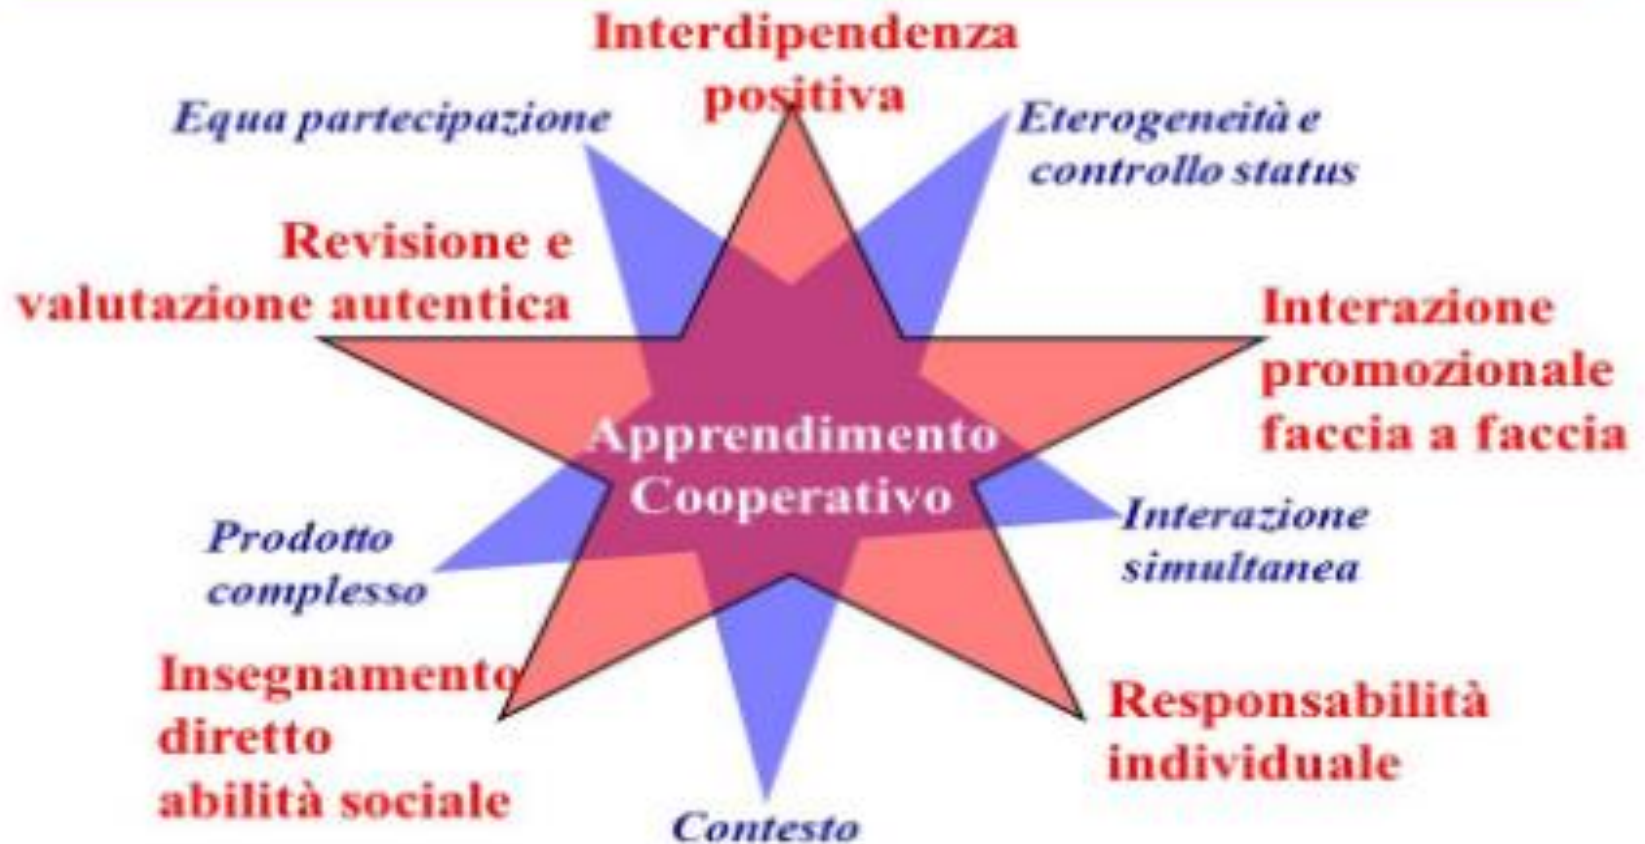 Interdipendenza
positiva
Equa partecipazione
Eterogeneità e
controllo status
Revisione e
valutazione autentica
Interazione
promozionale
faccia a faccia
Apprendimento
Cooperativo
Prodotto
complesso
Interazione
simultanea
Insegnamento
diretto
abilità sociale
Responsabilità
individuale
Contesto